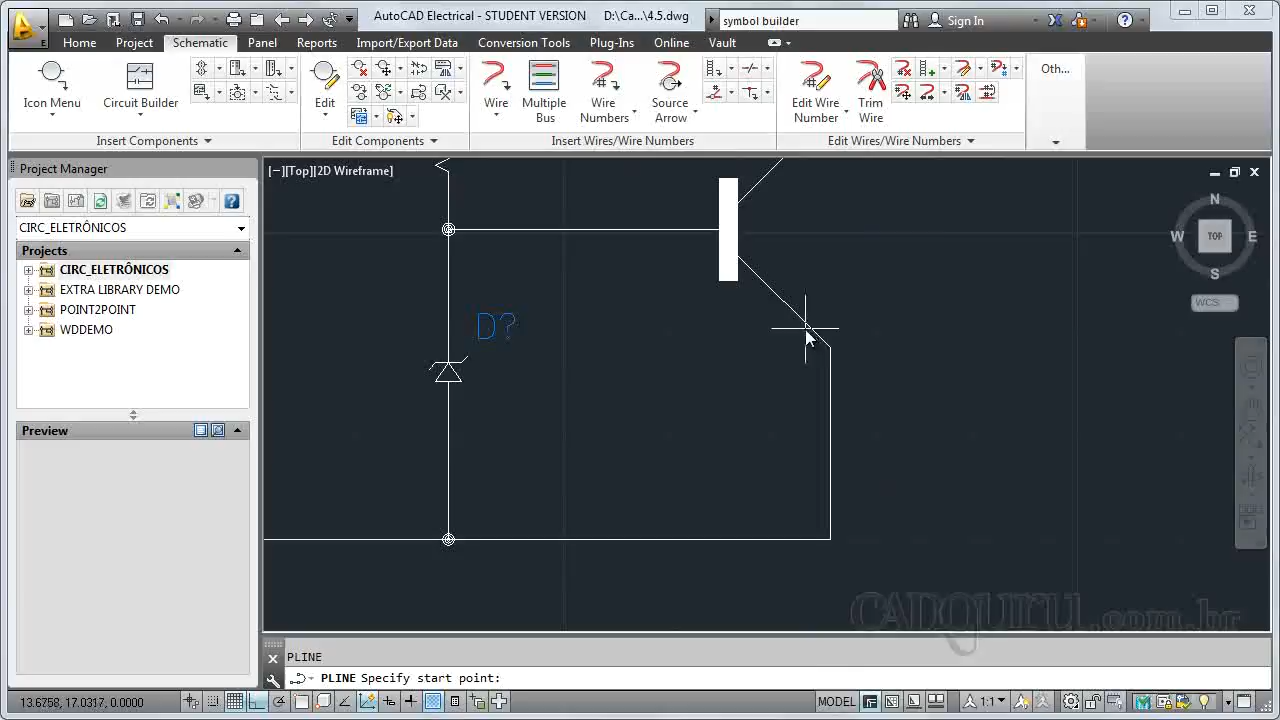 AutoCAD Electrical - STUDENT VERSION D:\Ca...\4.5.dwg symbol builder Sign In
E Home Project Schematic Panel Reports Import/Export Data Conversion Tools Plug-Ins Online Vault
Icon Menu Circuit Builder Edit Wire Multiple Bus Wire Numbers Source Arrow Edit Wire Number Trim Wire Oth...
Insert Components Edit Components Insert Wires/Wire Numbers Edit Wires/Wire Numbers
Project Manager
CIRC_ELETRÔNICOS
Projects
CIRC_ELETRÔNICOS
EXTRA LIBRARY DEMO
POINT2POINT
WDDEMO
Preview
[−][Top][2D Wireframe]
N
W TOP E
S
WCS
D?
CADguru.com.br
PLINE
PLINE Specify start point:
13.6758, 17.0317, 0.0000 MODEL 1:1